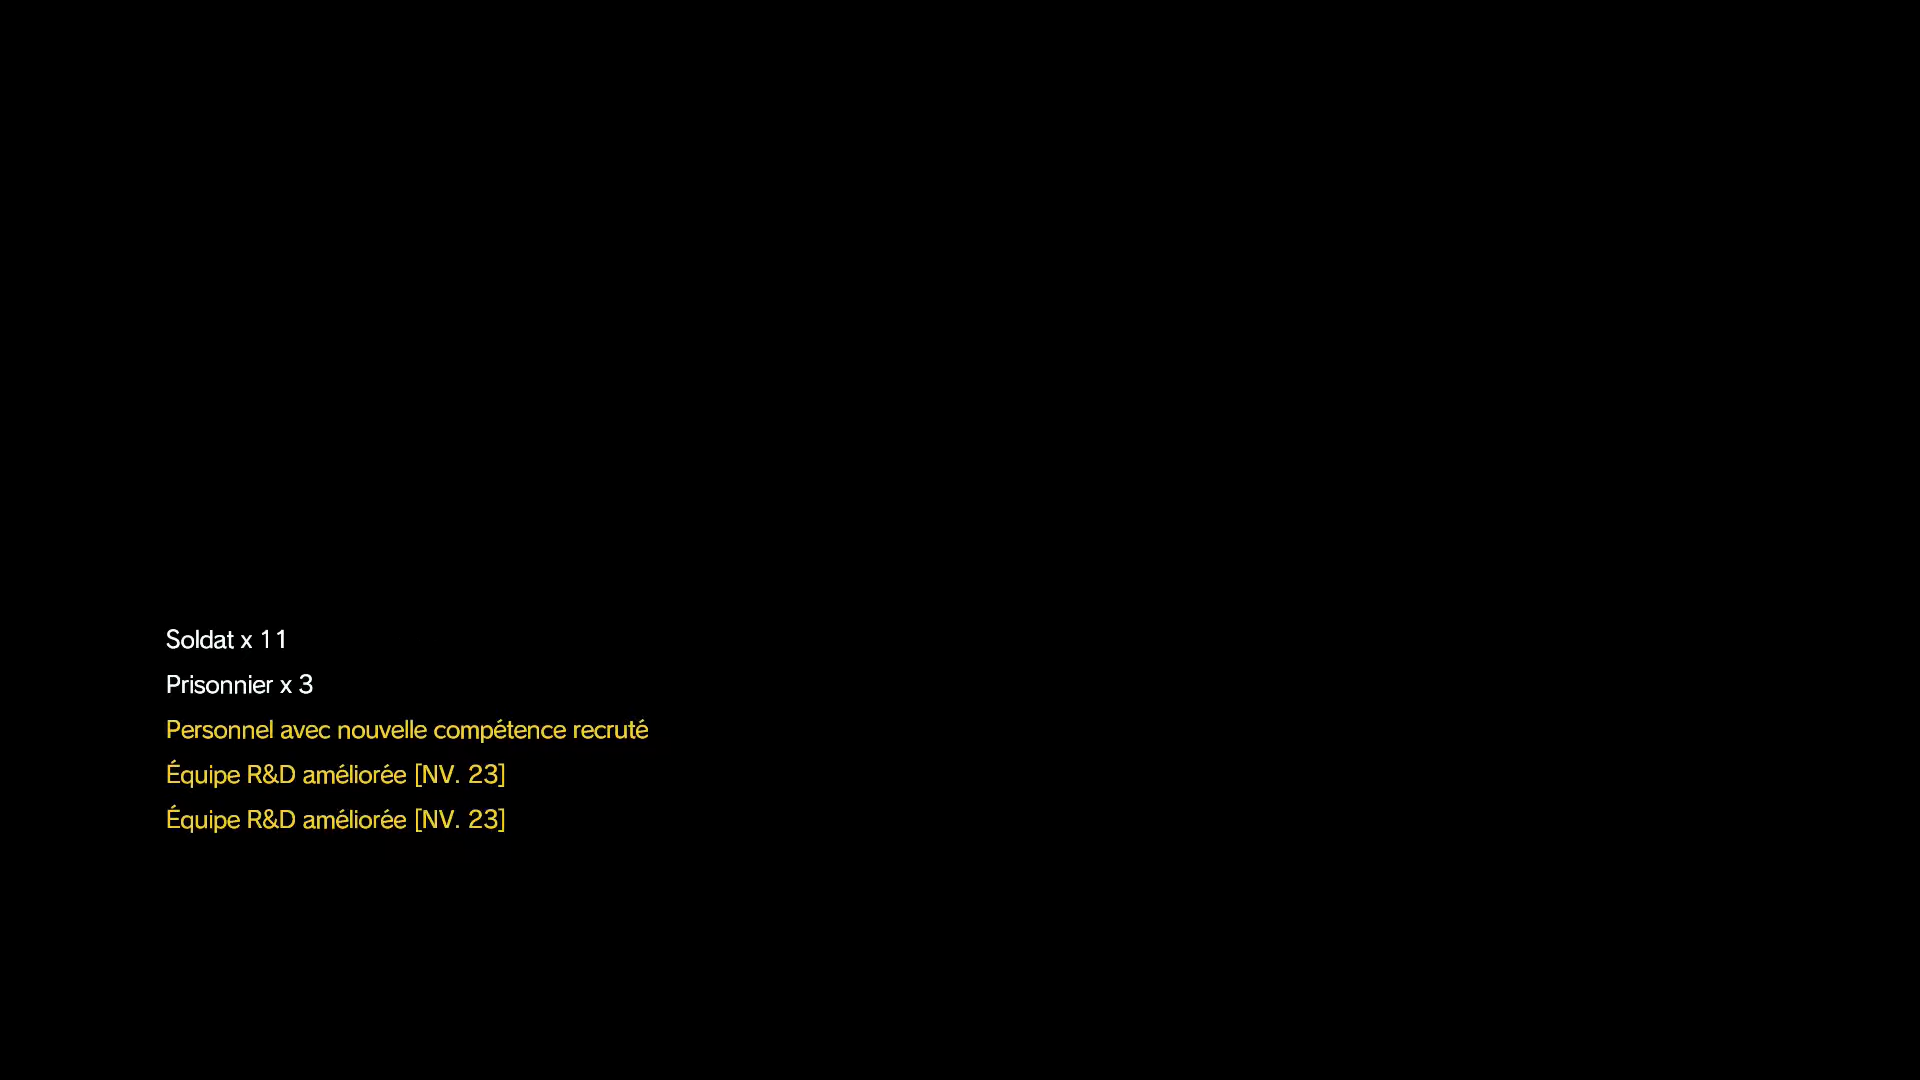 Soldat x 11
Prisonnier x 3
Personnel avec nouvelle compétence recruté
Équipe R&D améliorée [NV. 23]
Équipe R&D améliorée [NV. 23]